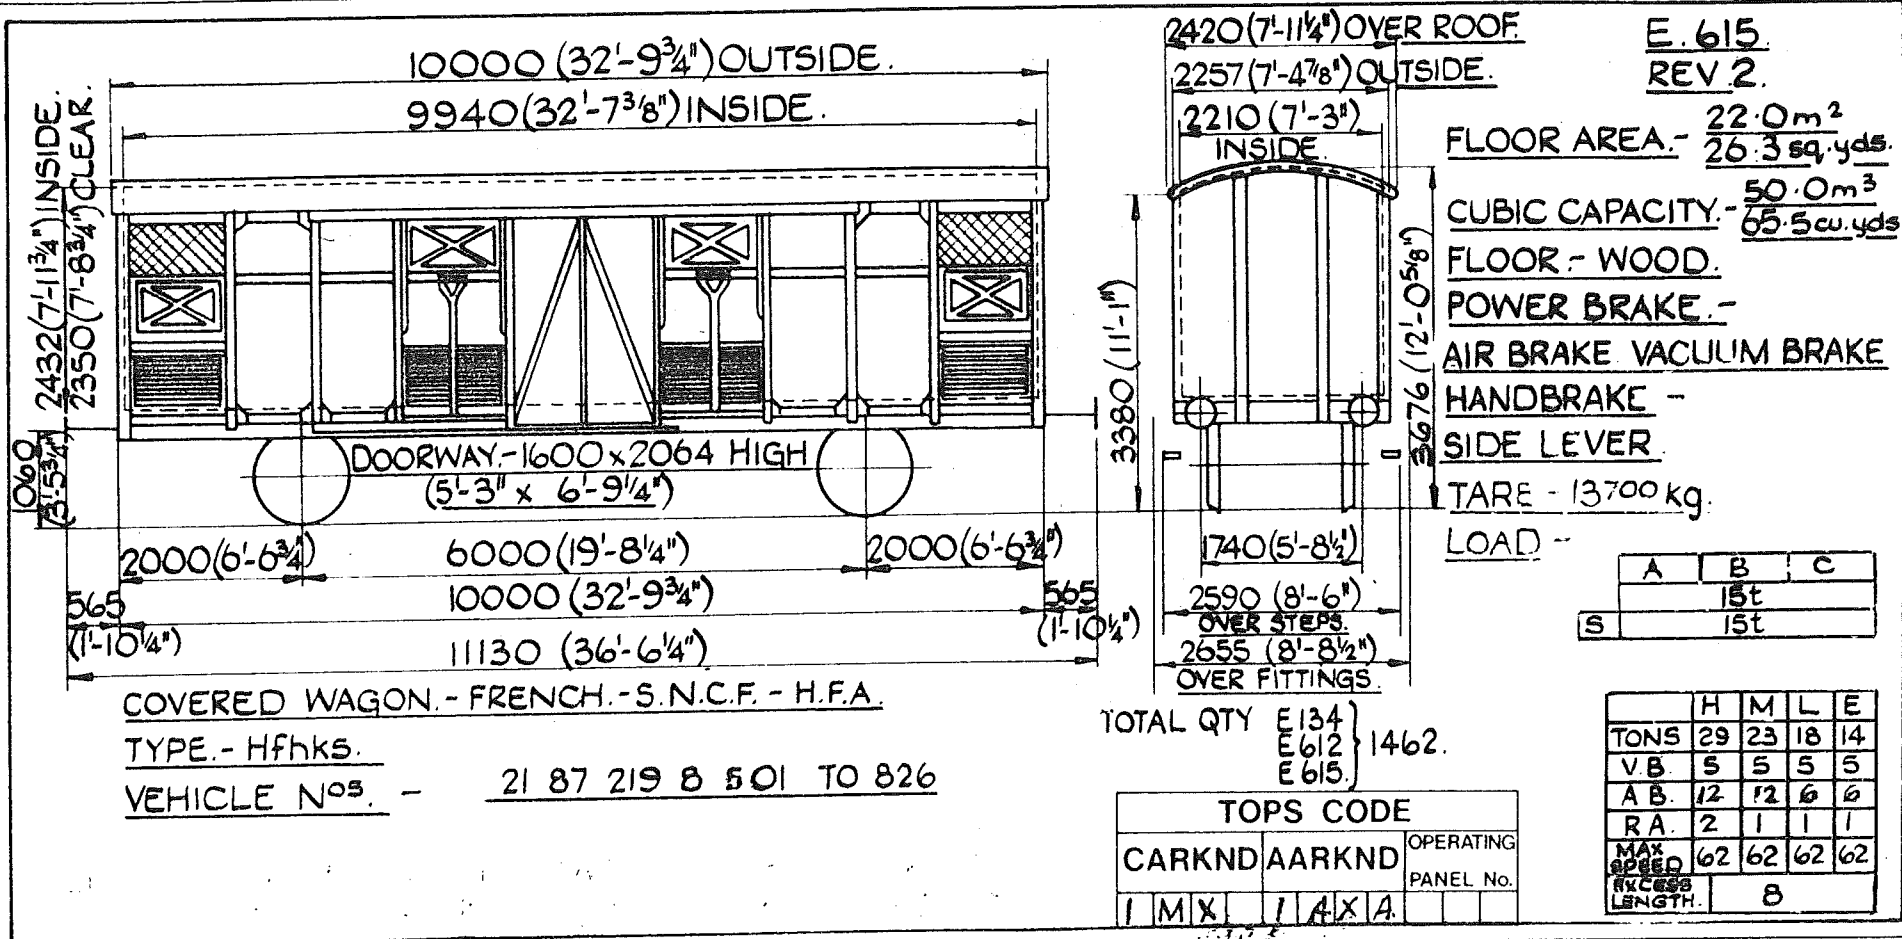 10000 (32'-9¾") OUTSIDE.
9940 (32'-7⅜") INSIDE.
2432 (7'-11¾") INSIDE.
2350 (7'-8¾") CLEAR.
1060
(3'-5¾")
DOORWAY.-1600 x 2064 HIGH
(5'-3" x 6'-9¼")
2000 (6'-6¾")
6000 (19'-8¼")
2000 (6'-6¾")
10000 (32'-9¾")
565
(1'-10¼")
565
(1'-10¼")
11130 (36'-6¼")
COVERED WAGON.-FRENCH.-S.N.C.F.-H.F.A.
TYPE.- Hfhks.
VEHICLE Nos. - 21 87 219 8 501 TO 826
2420 (7'-11¼") OVER ROOF.
2257 (7'-4⅞") OUTSIDE.
2210 (7'-3")
INSIDE.
3380 (11'-1")
3676 (12'-0⅝")
1740 (5'-8½")
2590 (8'-6")
OVER STEPS.
2655 (8'-8½")
OVER FITTINGS.
TOTAL QTY E134
E612 } 1462.
E615.
E.615.
REV 2.
FLOOR AREA.- 22.0m²
26.3 sq.yds.
CUBIC CAPACITY.- 50.0m³
65.5 cu.yds
FLOOR.- WOOD.
POWER BRAKE.-
AIR BRAKE VACUUM BRAKE
HANDBRAKE -
SIDE LEVER
TARE - 13700 kg.
LOAD -
A B C
15t
S 15t
H M L E
TONS 29 23 18 14
V.B. 5 5 5 5
A B. 12 12 6 6
R A. 2 1 1 1
MAX SPEED 62 62 62 62
EXCESS LENGTH. 8
TOPS CODE
CARKND AARKND OPERATING
PANEL No.
I M X I A X A